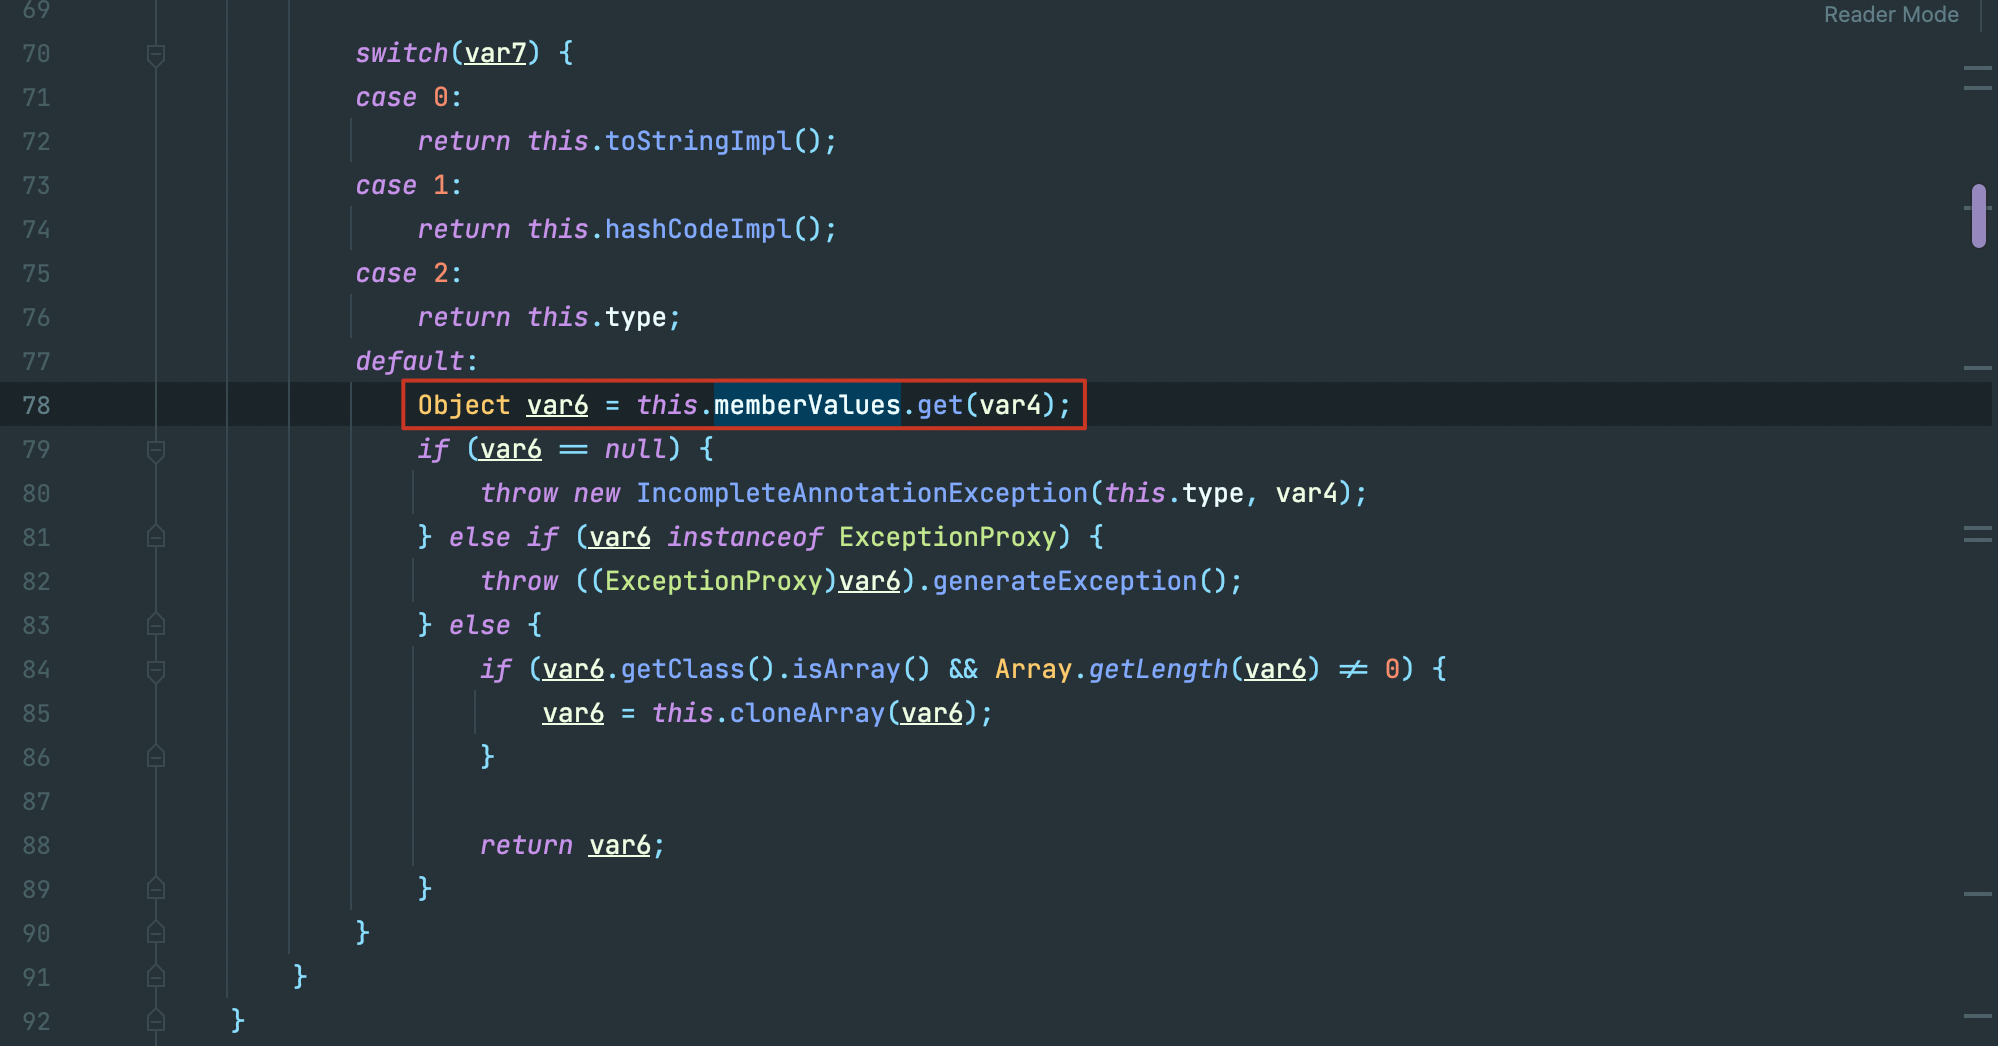 69
Reader Mode
70 switch(var7) {
71 case 0:
72 return this.toStringImpl();
73 case 1:
74 return this.hashCodeImpl();
75 case 2:
76 return this.type;
77 default:
78 Object var6 = this.memberValues.get(var4);
79 if (var6 == null) {
80 throw new IncompleteAnnotationException(this.type, var4);
81 } else if (var6 instanceof ExceptionProxy) {
82 throw ((ExceptionProxy)var6).generateException();
83 } else {
84 if (var6.getClass().isArray() && Array.getLength(var6) != 0) {
85 var6 = this.cloneArray(var6);
86 }
87
88 return var6;
89 }
90 }
91 }
92 }